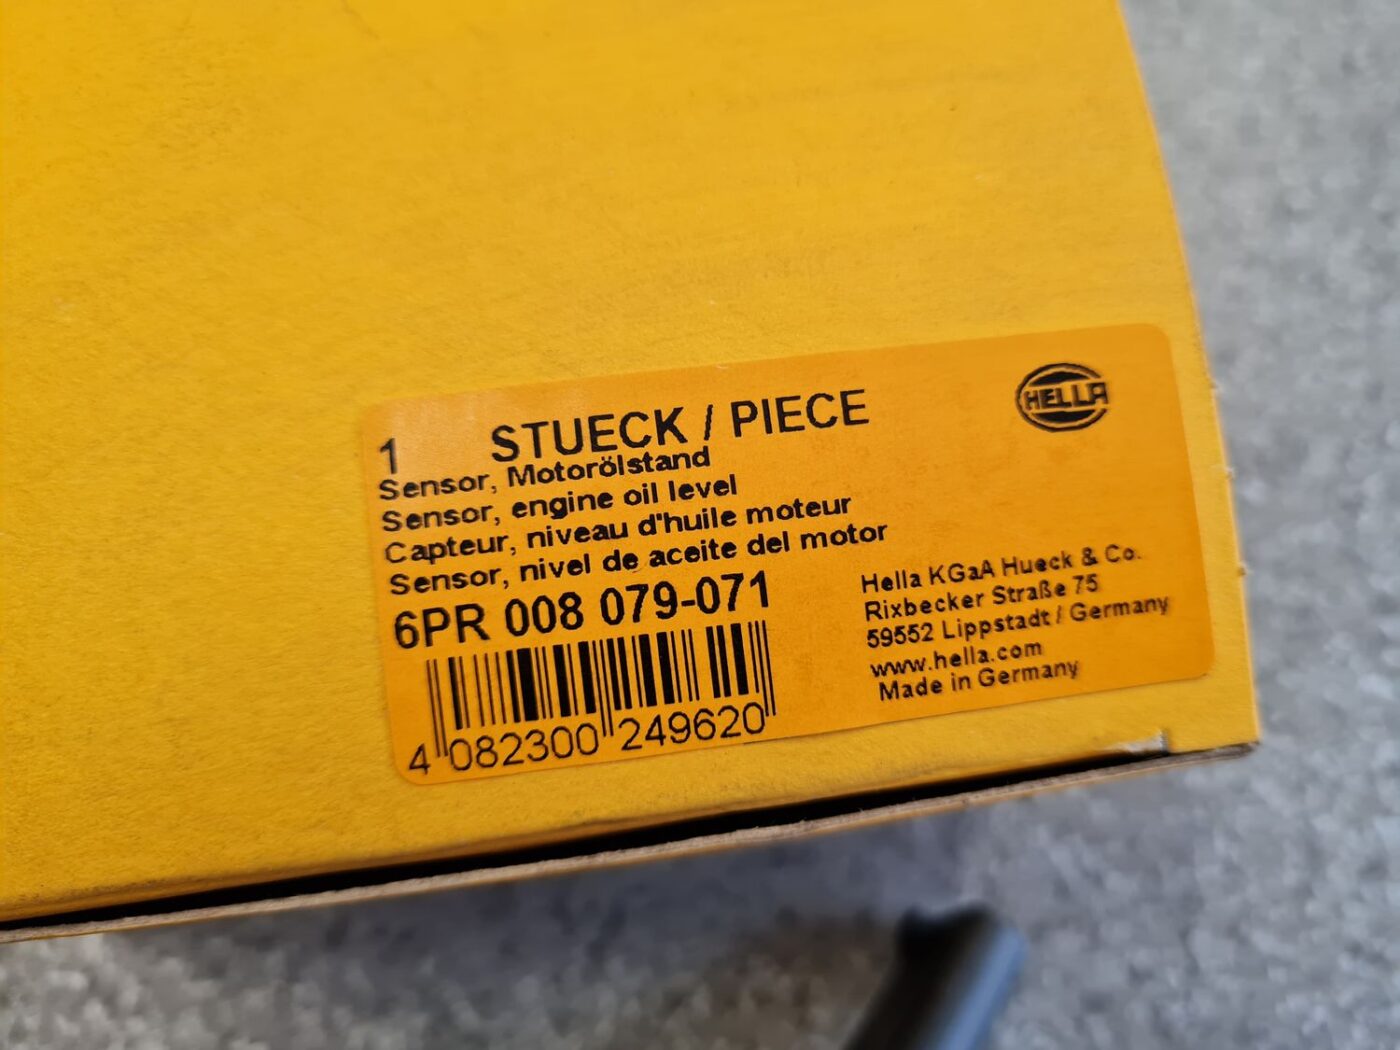 1 STUECK / PIECE
HELLA
Sensor, Motorölstand
Sensor, engine oil level
Capteur, niveau d'huile moteur
Sensor, nivel de aceite del motor
6PR 008 079-071
4 082300 249620
Hella KGaA Hueck & Co.
Rixbecker Straße 75
59552 Lippstadt / Germany
www.hella.com
Made in Germany